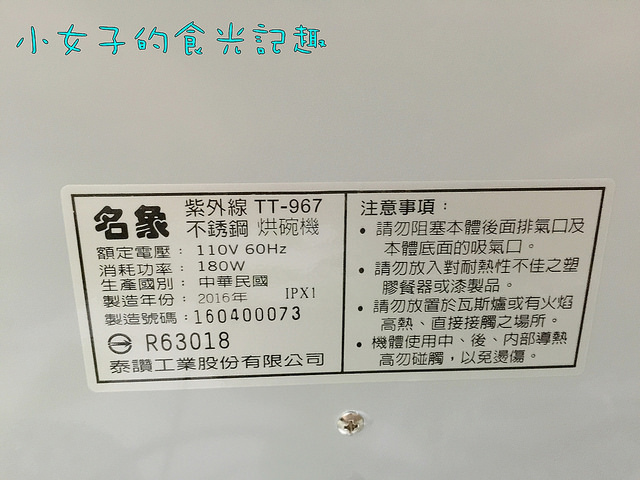 小女子的食光記趣
名象 紫外線 TT-967
不銹鋼 烘碗機
額定電壓： 110V 60Hz
消耗功率： 180W
生產國別： 中華民國
製造年份： 2016年 IPX1
製造號碼：160400073
R63018
泰讚工業股份有限公司
注意事項：
• 請勿阻塞本體後面排氣口及
本體底面的吸氣口。
• 請勿放入對耐熱性不佳之塑
膠餐器或漆製品。
• 請勿放置於瓦斯爐或有火焰
高熱、直接接觸之場所。
• 機體使用中、後、內部導熱
高勿碰觸，以免燙傷。